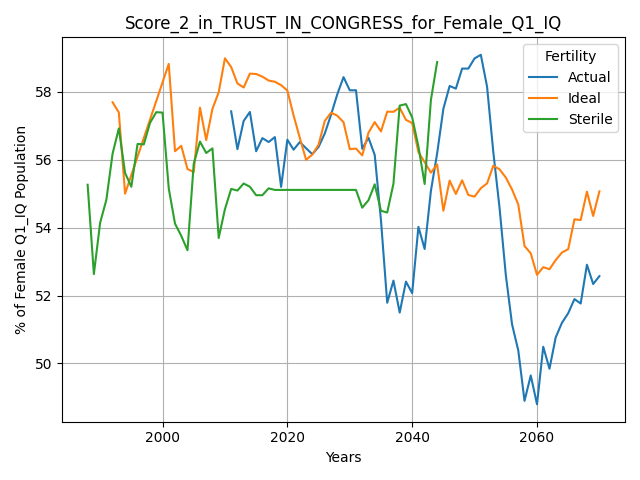 Score_2_in_TRUST_IN_CONGRESS_for_Female_Q1_IQ
% of Female Q1_IQ Population
58
56
54
52
50
2000
2020
2040
2060
Years
Fertility
Actual
Ideal
Sterile